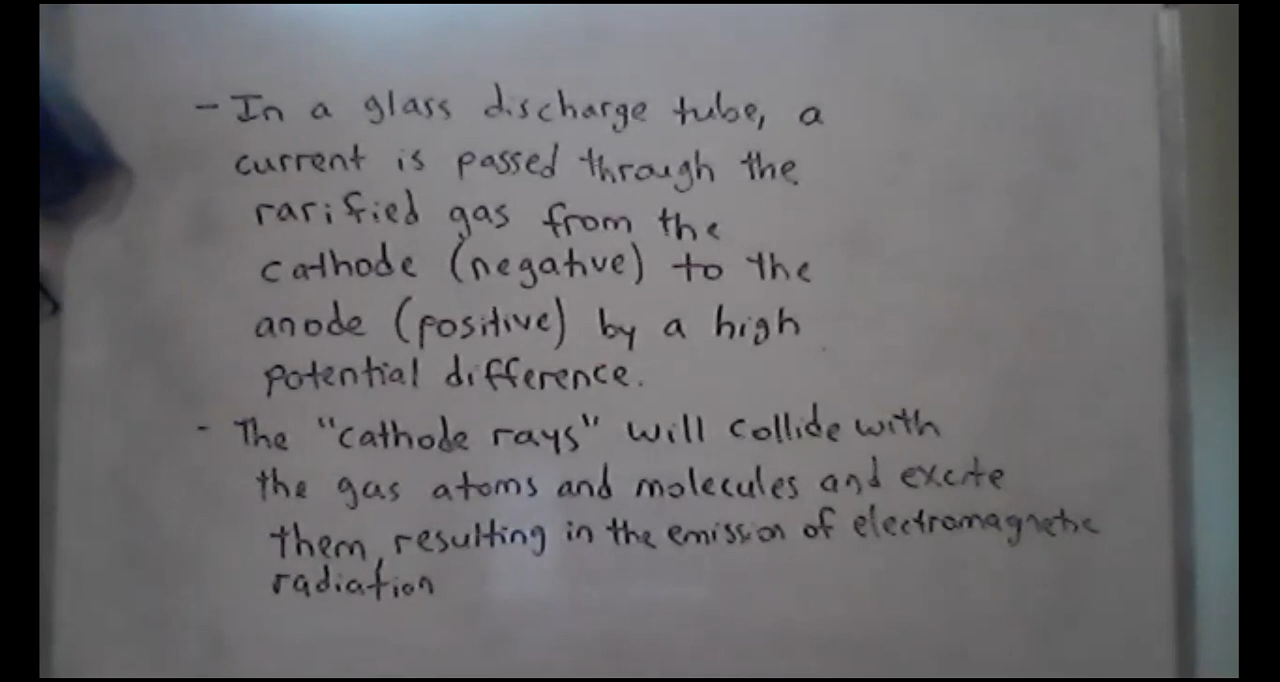 - In a glass discharge tube, a
current is passed through the
rarified gas from the
cathode (negative) to the
anode (positive) by a high
potential difference.
- The "cathode rays" will collide with
the gas atoms and molecules and excite
them, resulting in the emission of electromagnetic
radiation